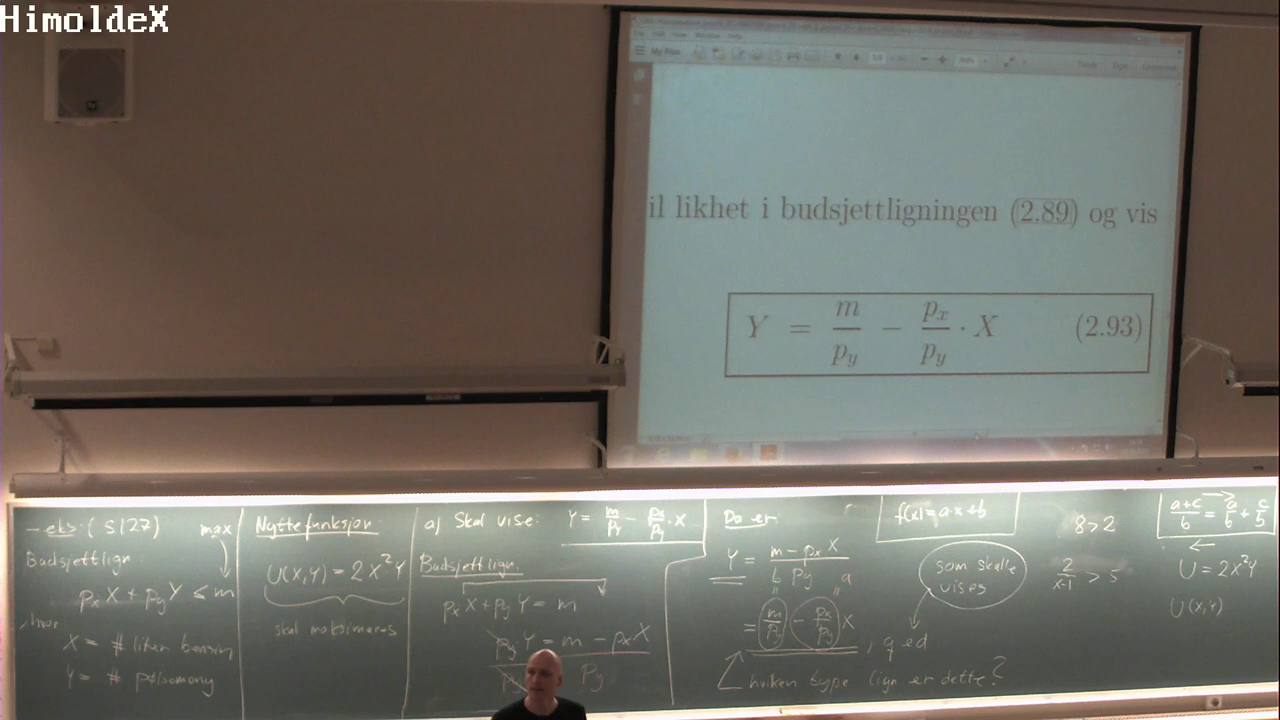 HimoldeX
il likhet i budsjettligningen (2.89) og vis
Y = m/p_y − p_x/p_y · X (2.93)
- eks: (S127)
max
Budsjettlign.
p_x X + p_y Y ≤ m
, hvor
X = # liter bensin
Y = #
Nyttefunksjon:
U(X,Y) = 2X²Y
skal maksimeres
a) Skal vise: Y = m/p_y − p_x/p_y · X
Budsjettlign.
p_x X + p_y Y = m
p_y Y = m − p_x X
p_y p_y
Da er
Y = (m − p_x X)/p_y
b a
= m/p_y − p_x/p_y X , q.e.d
hvilken type lign er dette?
f(x) = a·x + b
som skulle
vises
8 > 2
2/(x-1) > 5
(a+c)/b = a/b + c/b
U = 2X²Y
U(X,Y)